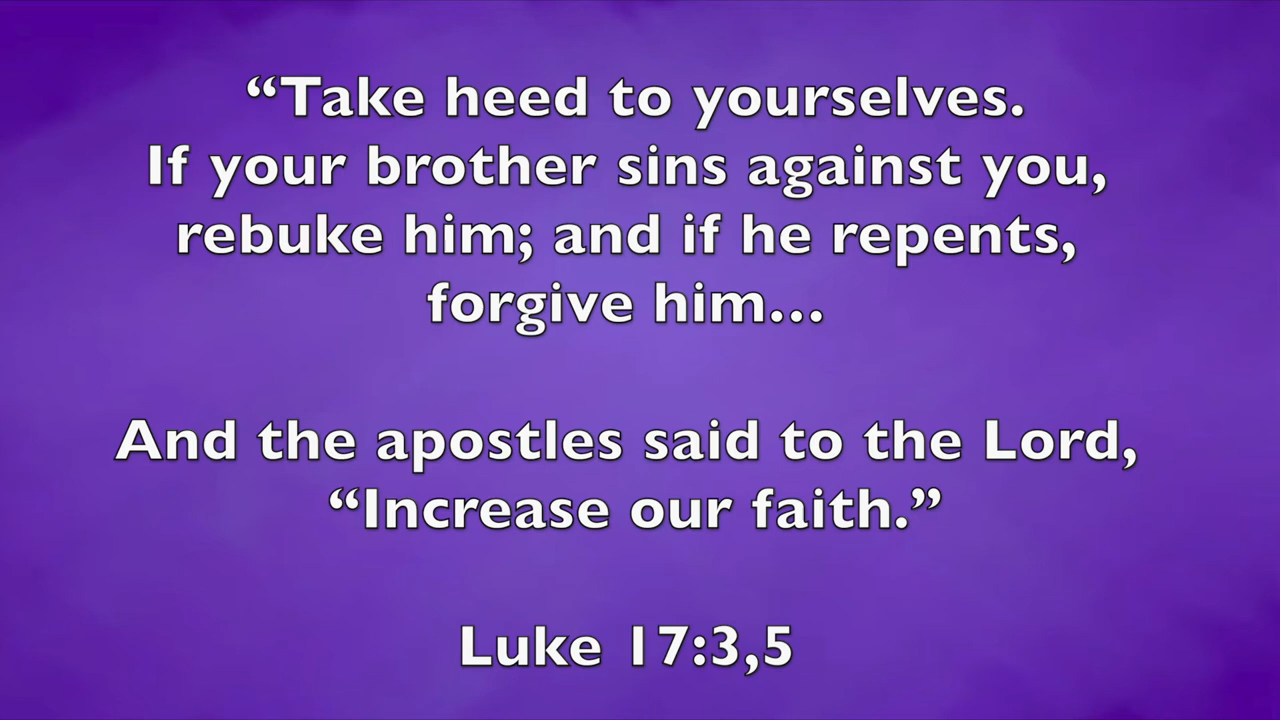 “Take heed to yourselves.
If your brother sins against you,
rebuke him; and if he repents,
forgive him...
And the apostles said to the Lord,
“Increase our faith.”
Luke 17:3,5